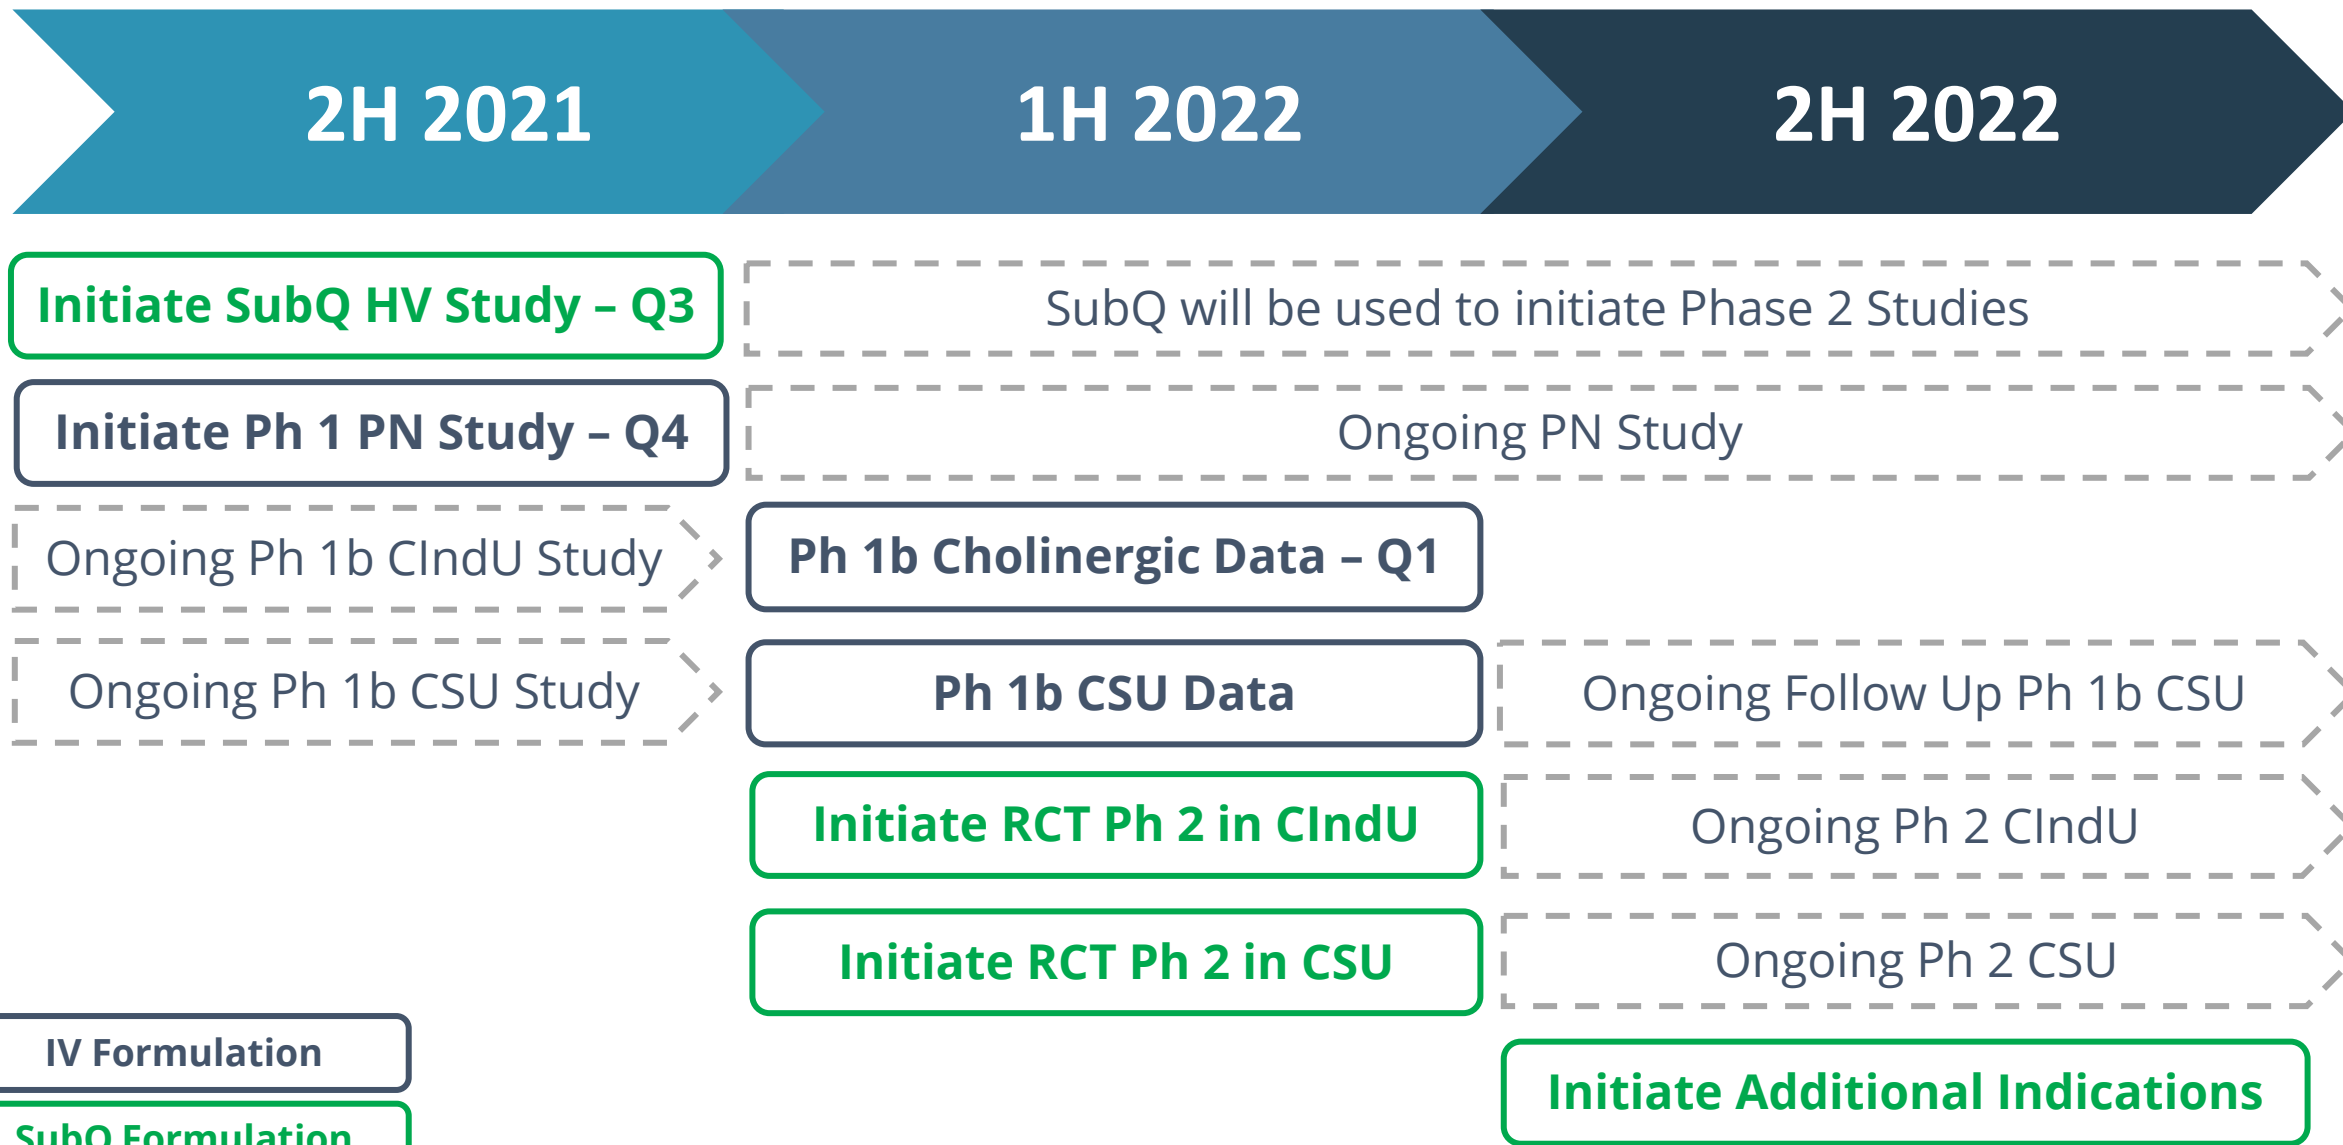 2H 2021
1H 2022
2H 2022
Initiate SubQ HV Study – Q3
SubQ will be used to initiate Phase 2 Studies
Initiate Ph 1 PN Study – Q4
Ongoing PN Study
Ongoing Ph 1b CIndU Study
Ph 1b Cholinergic Data – Q1
Ongoing Ph 1b CSU Study
Ph 1b CSU Data
Ongoing Follow Up Ph 1b CSU
Initiate RCT Ph 2 in CIndU
Ongoing Ph 2 CIndU
Initiate RCT Ph 2 in CSU
Ongoing Ph 2 CSU
IV Formulation
Initiate Additional Indications
SubQ Formulation